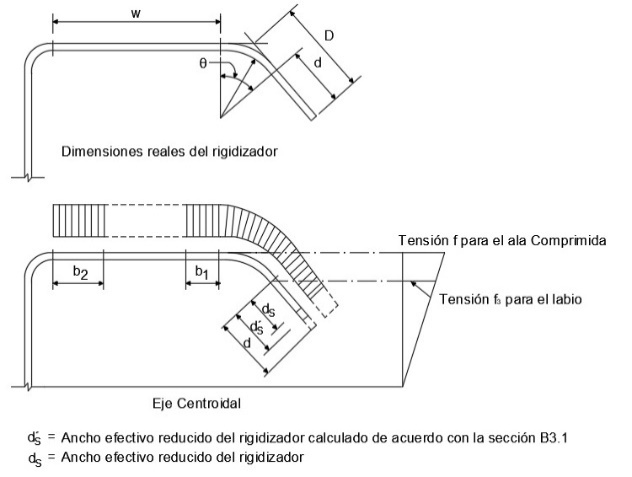 w
D
d
θ
Dimensiones reales del rigidizador
Tensión f para el ala Comprimida
b2
b1
Tensión fs para el labio
ds
d's
d
Eje Centroidal
d's = Ancho efectivo reducido del rigidizador calculado de acuerdo con la sección B3.1
ds = Ancho efectivo reducido del rigidizador